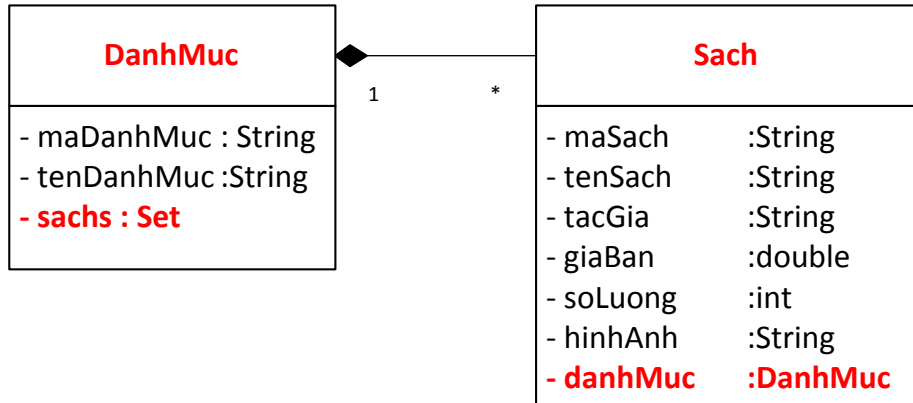 DanhMuc
- maDanhMuc : String
- tenDanhMuc :String
- sachs : Set
1
*
Sach
- maSach :String
- tenSach :String
- tacGia :String
- giaBan :double
- soLuong :int
- hinhAnh :String
- danhMuc :DanhMuc